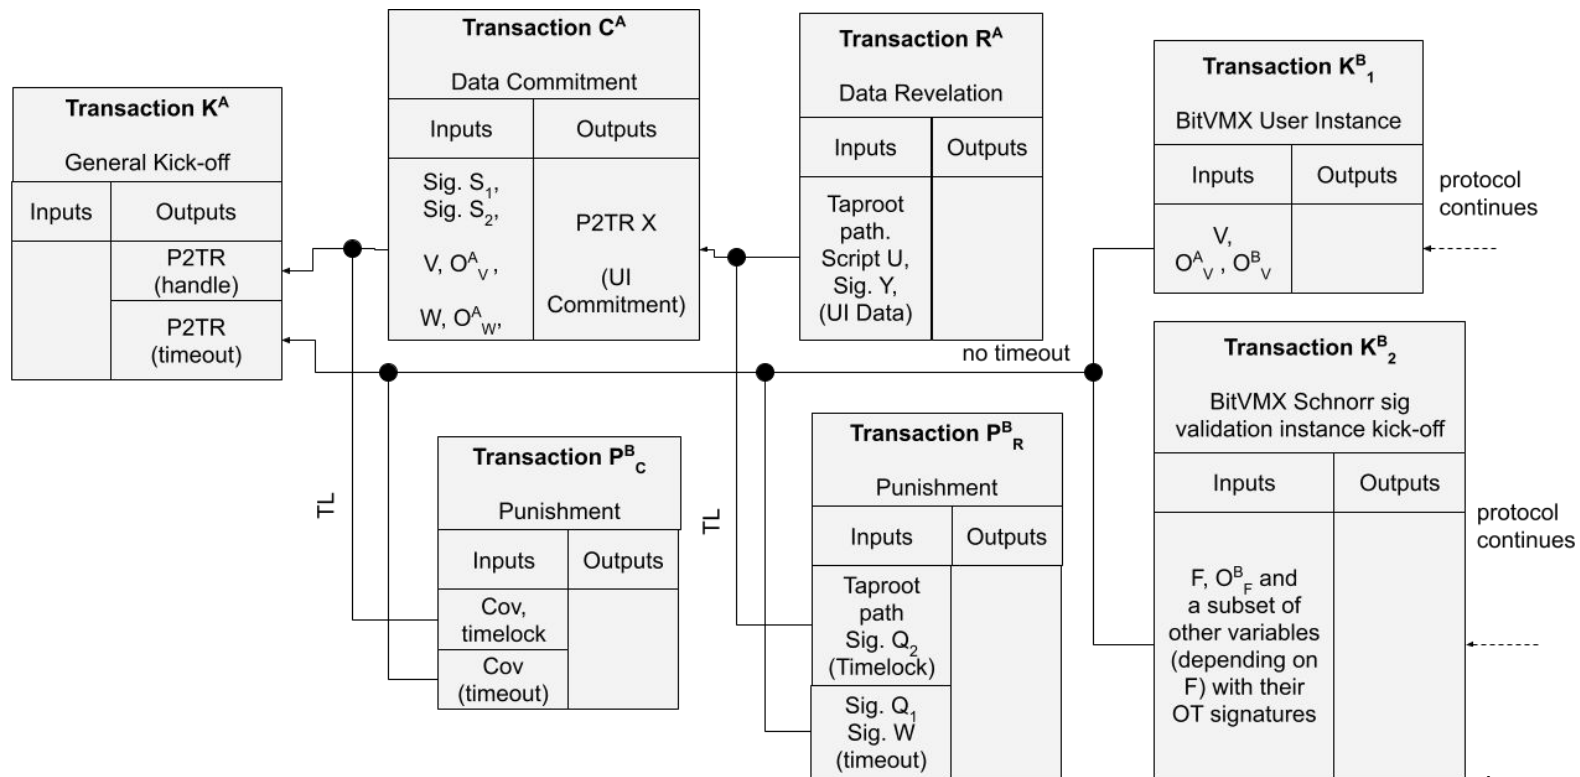 Transaction K^A
General Kick-off
Inputs
Outputs
P2TR
(handle)
P2TR
(timeout)
Transaction C^A
Data Commitment
Inputs
Outputs
Sig. S_1,
Sig. S_2,
V, O^A_V,
W, O^A_W,
P2TR X
(UI
Commitment)
Transaction R^A
Data Revelation
Inputs
Outputs
Taproot
path.
Script U,
Sig. Y,
(UI Data)
no timeout
Transaction K^B_1
BitVMX User Instance
Inputs
Outputs
V,
O^A_V , O^B_V
protocol
continues
TL
Transaction P^B_C
Punishment
Inputs
Outputs
Cov,
timelock
Cov
(timeout)
TL
Transaction P^B_R
Punishment
Inputs
Outputs
Taproot
path
Sig. Q_2
(Timelock)
Sig. Q_1
Sig. W
(timeout)
Transaction K^B_2
BitVMX Schnorr sig
validation instance kick-off
Inputs
Outputs
F, O^B_F and
a subset of
other variables
(depending on
F) with their
OT signatures
protocol
continues